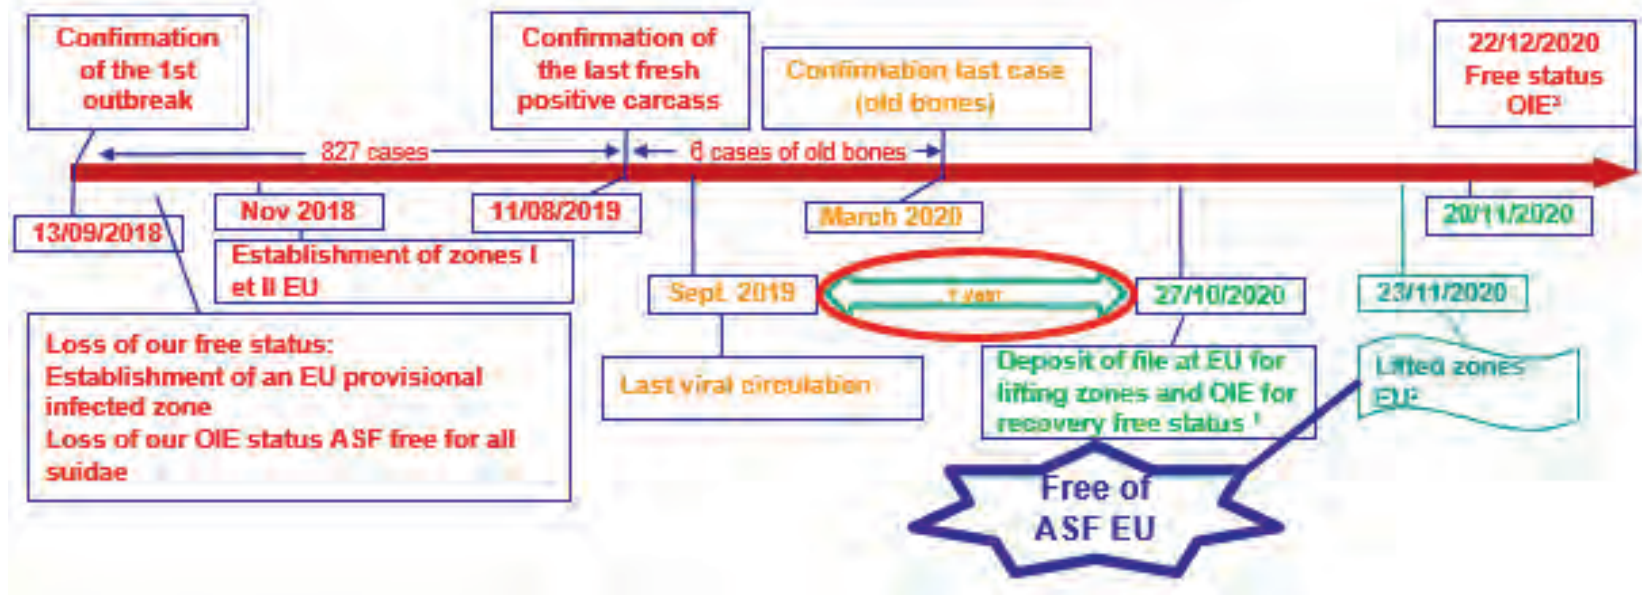 Confirmation
of the 1st
outbreak
Confirmation of
the last fresh
positive carcass
Confirmation last case
(old bones)
22/12/2020
Free status
OIE³
827 cases
6 cases of old bones
13/09/2018
Nov 2018
11/08/2019
March 2020
20/11/2020
Establishment of zones I
et II EU
Sept. 2019
1 year
27/10/2020
23/11/2020
Loss of our free status:
Establishment of an EU provisional
infected zone
Loss of our OIE status ASF free for all
suidae
Last viral circulation
Deposit of file at EU for
lifting zones and OIE for
recovery free status ¹
Lifted zones
EU²
Free of
ASF EU